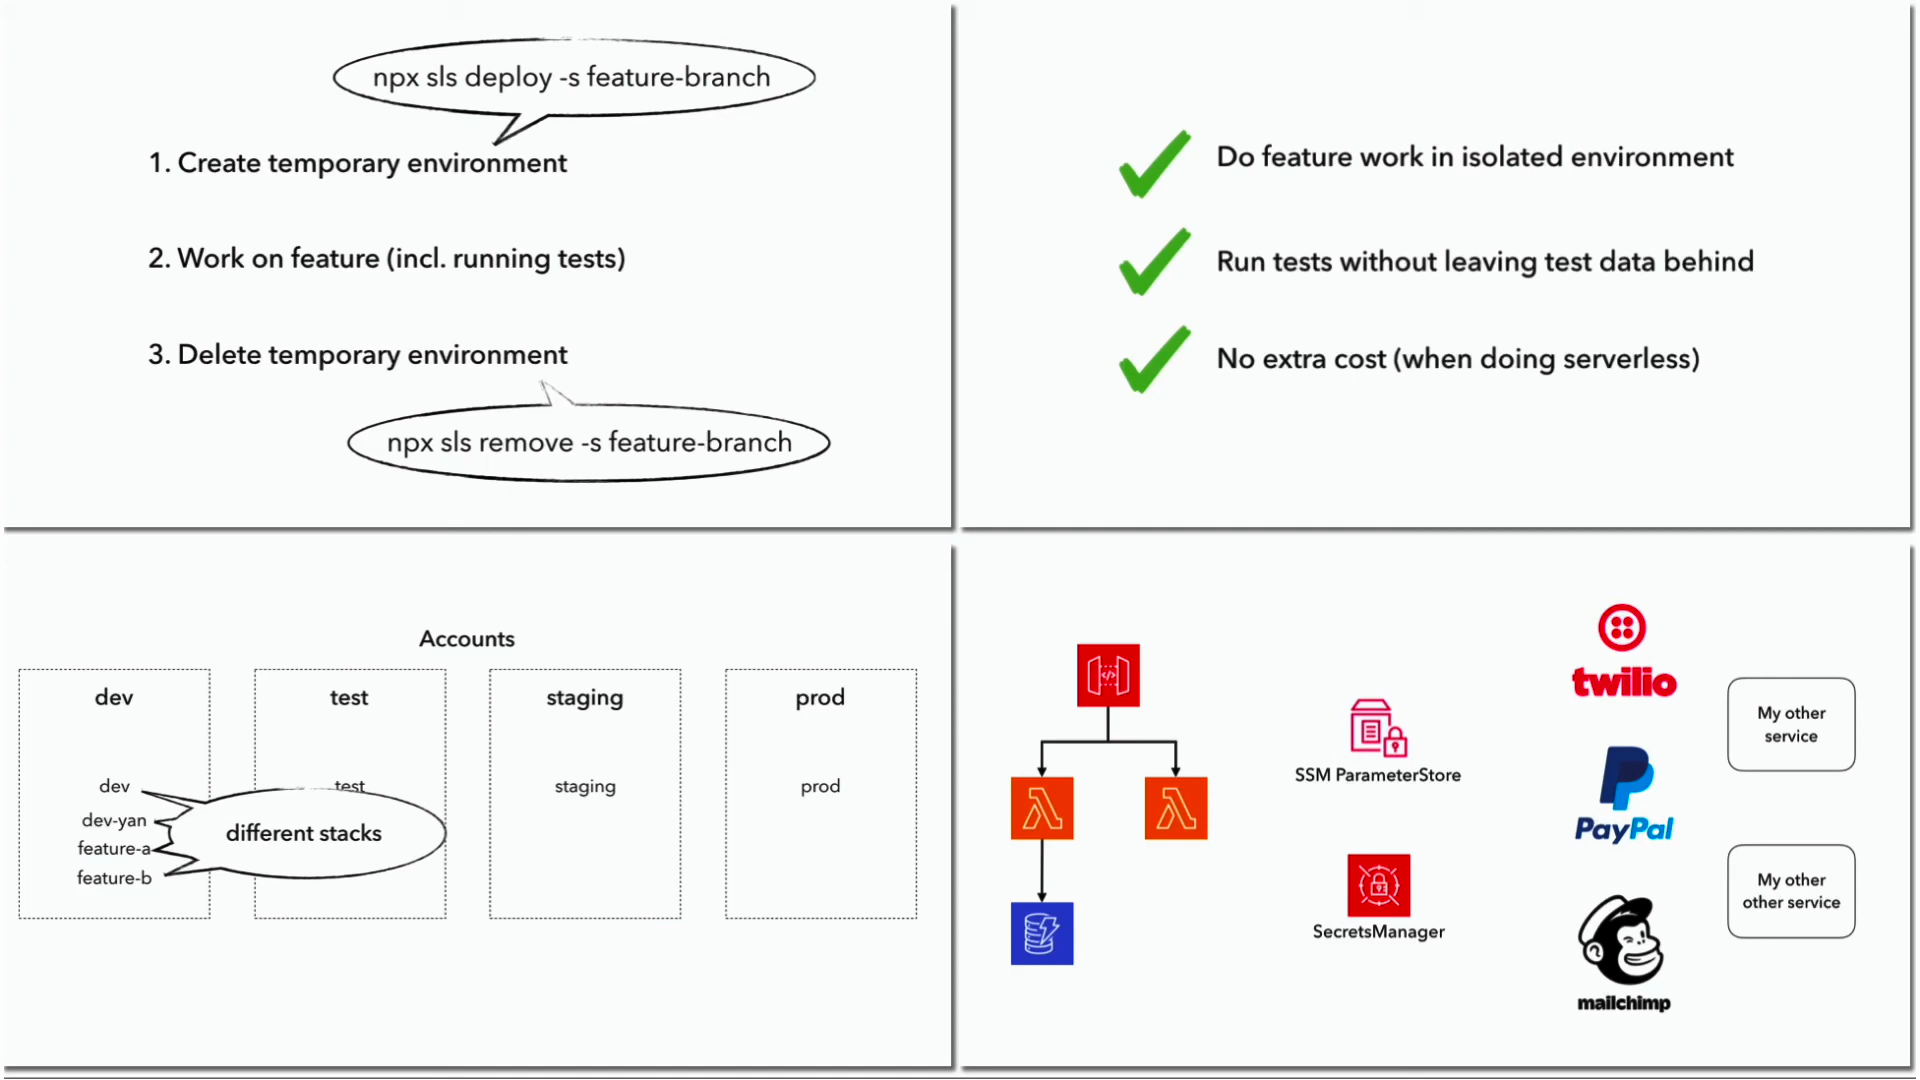 npx sls deploy -s feature-branch
1. Create temporary environment
2. Work on feature (incl. running tests)
3. Delete temporary environment
npx sls remove -s feature-branch
Do feature work in isolated environment
Run tests without leaving test data behind
No extra cost (when doing serverless)
Accounts
dev
test
staging
prod
dev
test
staging
prod
dev-yan
feature-a
feature-b
different stacks
SSM ParameterStore
SecretsManager
twilio
PayPal
mailchimp
My other
service
My other
other service